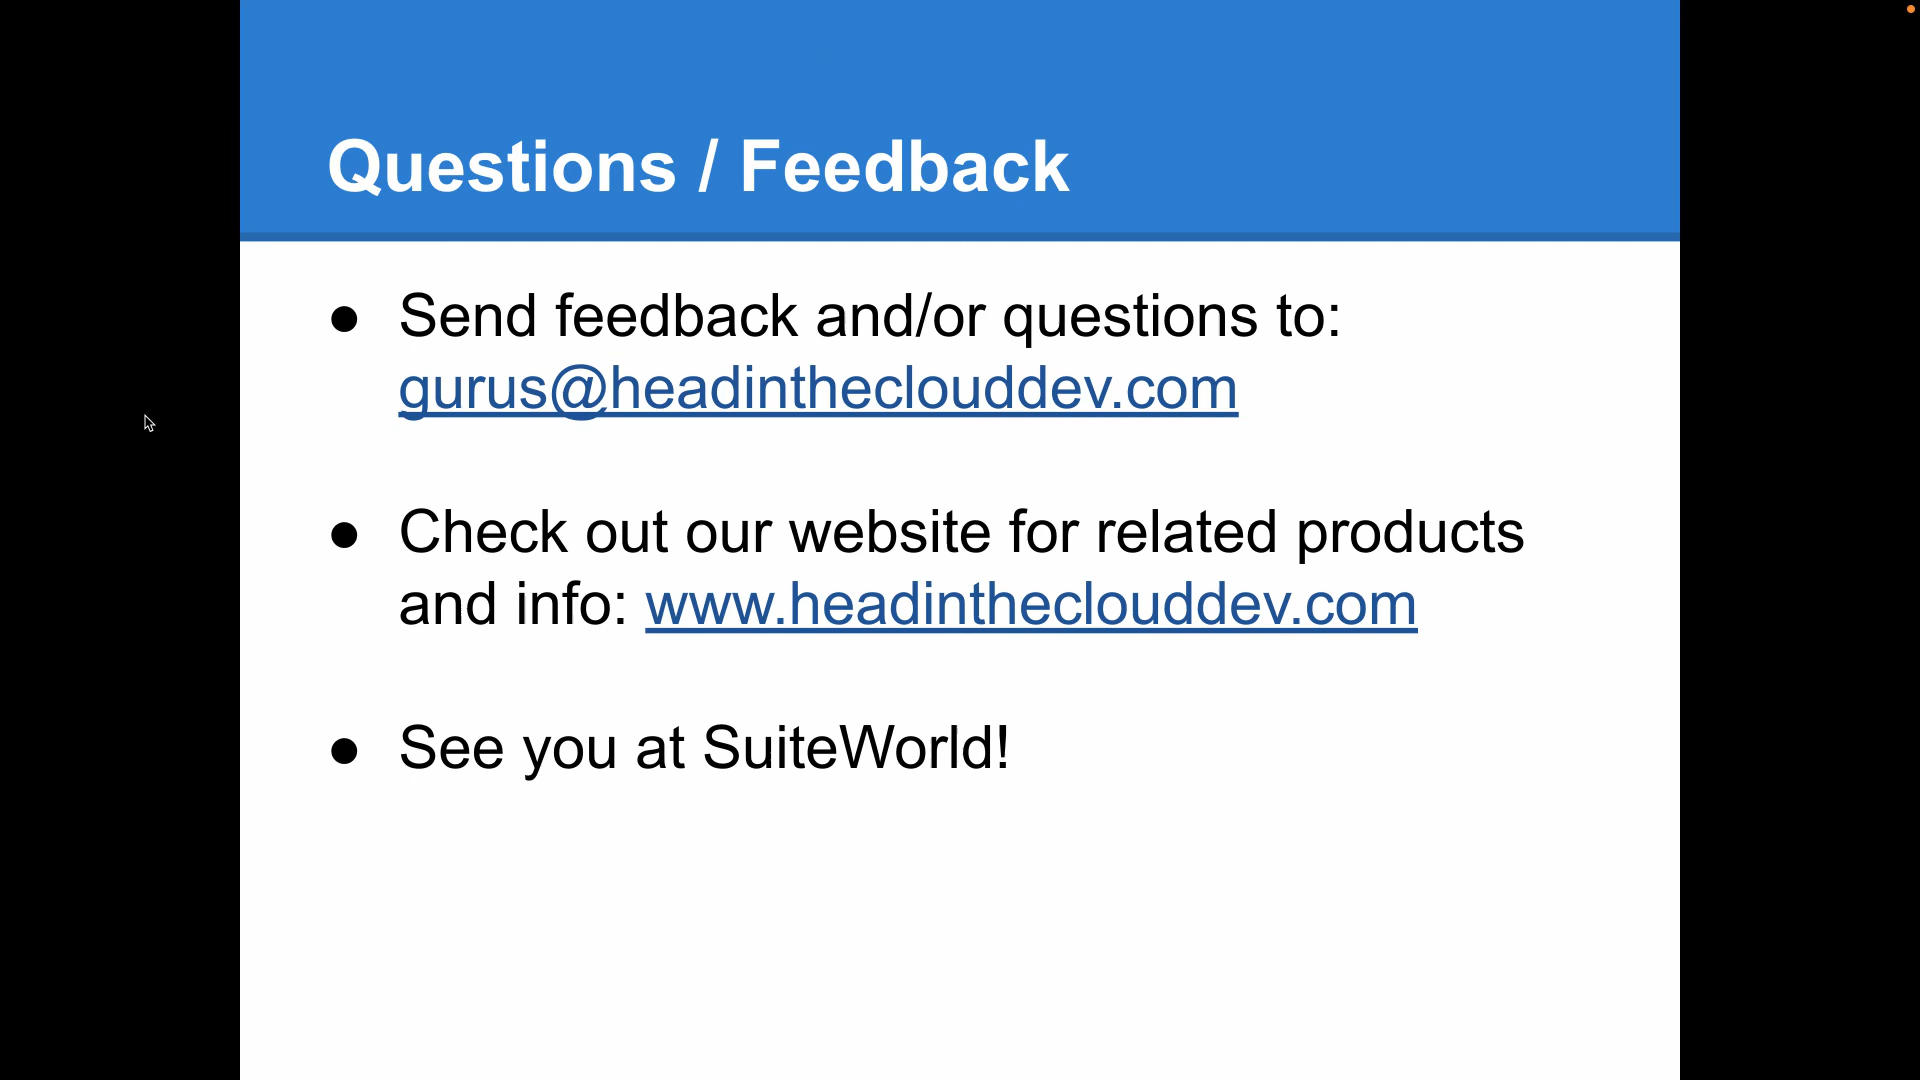 Questions / Feedback
● Send feedback and/or questions to:
gurus@headintheclouddev.com
● Check out our website for related products
and info: www.headintheclouddev.com
● See you at SuiteWorld!